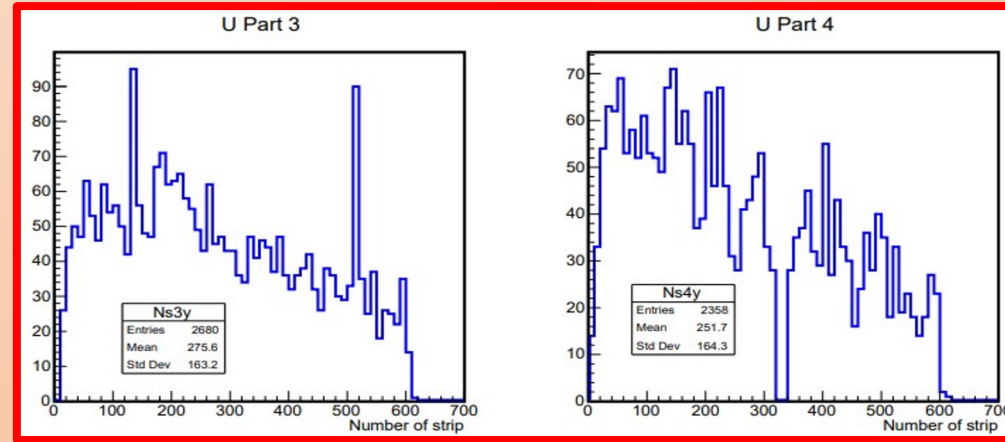 U Part 3
90
80
70
60
50
40
30
20
10
0
Ns3y
Entries 2680
Mean 275.6
Std Dev 163.2
0 100 200 300 400 500 600 700
Number of strip
U Part 4
70
60
50
40
30
20
10
0
Ns4y
Entries 2358
Mean 251.7
Std Dev 164.3
0 100 200 300 400 500 600 700
Number of strip